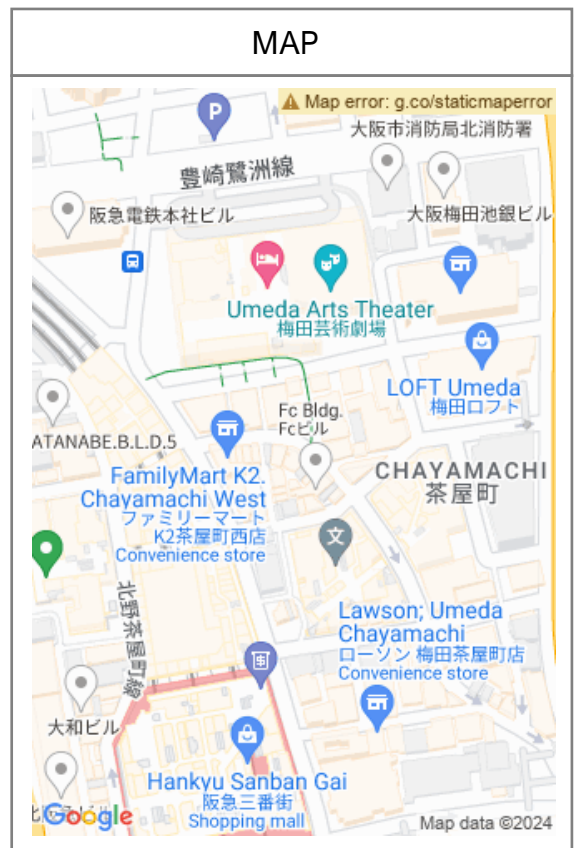 MAP
Map error: g.co/staticmaperror
P
大阪市消防局北消防署
豊崎鷺洲線
阪急電鉄本社ビル
大阪梅田池銀ビル
Umeda Arts Theater
梅田芸術劇場
LOFT Umeda
梅田ロフト
Fc Bldg.
Fcビル
ATANABE.B.L.D.5
CHAYAMACHI
茶屋町
FamilyMart K2.
Chayamachi West
ファミリーマート
K2茶屋町西店
Convenience store
文
北野茶屋町線
Lawson; Umeda
Chayamachi
ローソン 梅田茶屋町店
Convenience store
$
大和ビル
Hankyu Sanban Gai
阪急三番街
Shopping mall
Google
Map data ©2024